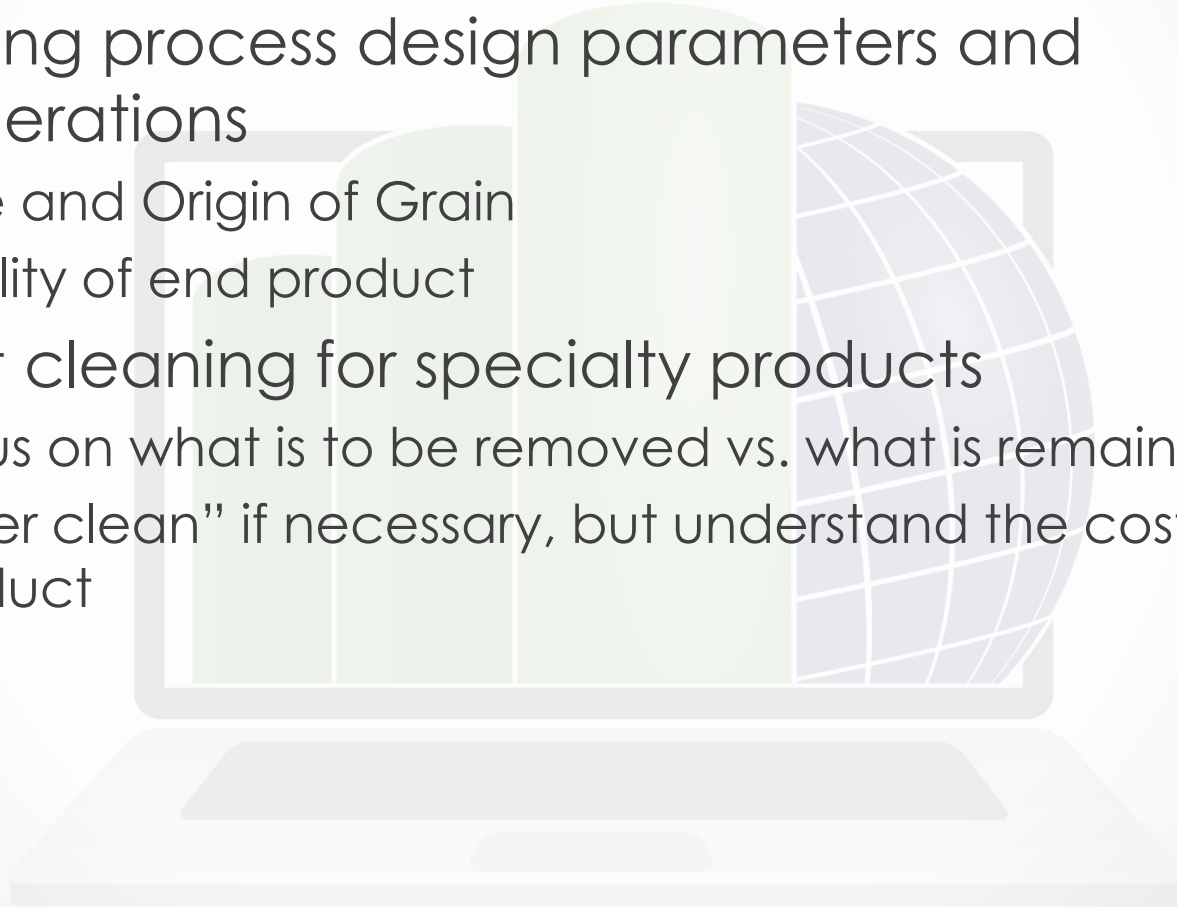 ng process design parameters and
erations
e and Origin of Grain
lity of end product
cleaning for specialty products
us on what is to be removed vs. what is remain
er clean” if necessary, but understand the cos
luct